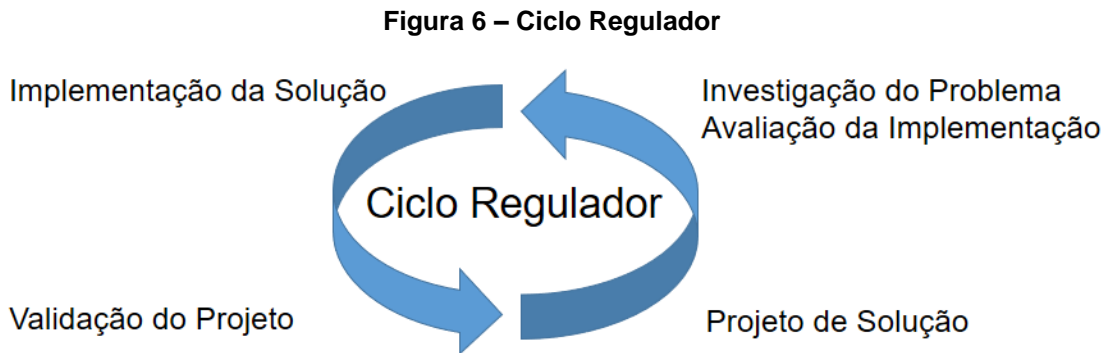 Figura 6 – Ciclo Regulador
Implementação da Solução
Investigação do Problema
Avaliação da Implementação
Ciclo Regulador
Validação do Projeto
Projeto de Solução